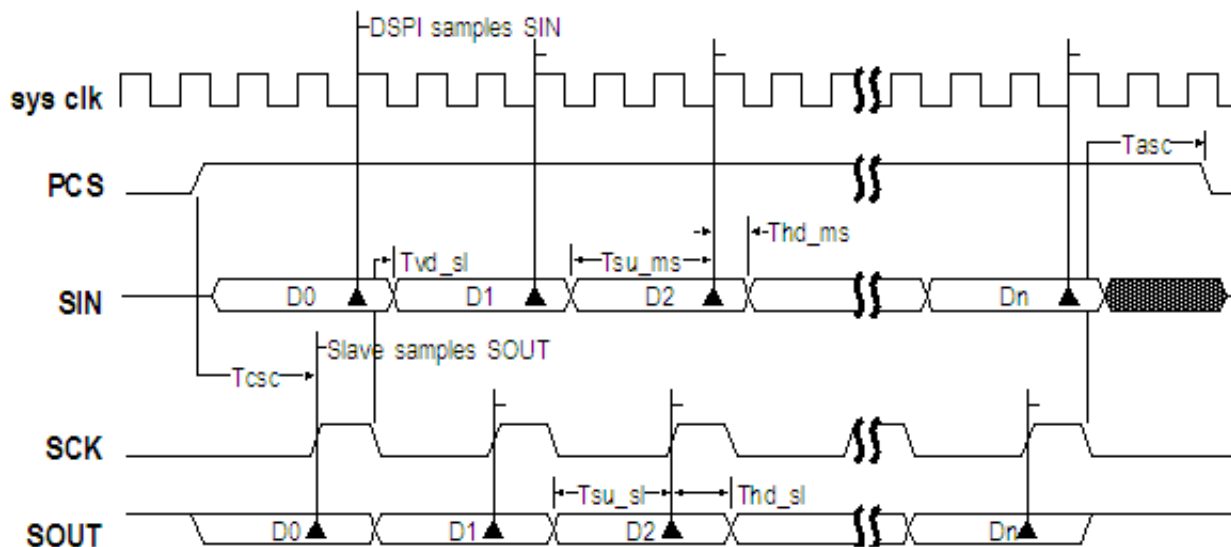 DSPI samples SIN
sys clk
PCS
Tasc
Thd_ms
Tvd_sl
Tsu_ms
SIN
D0
D1
D2
Dn
Slave samples SOUT
Tcsc
SCK
Tsu_sl
Thd_sl
SOUT
D0
D1
D2
Dn